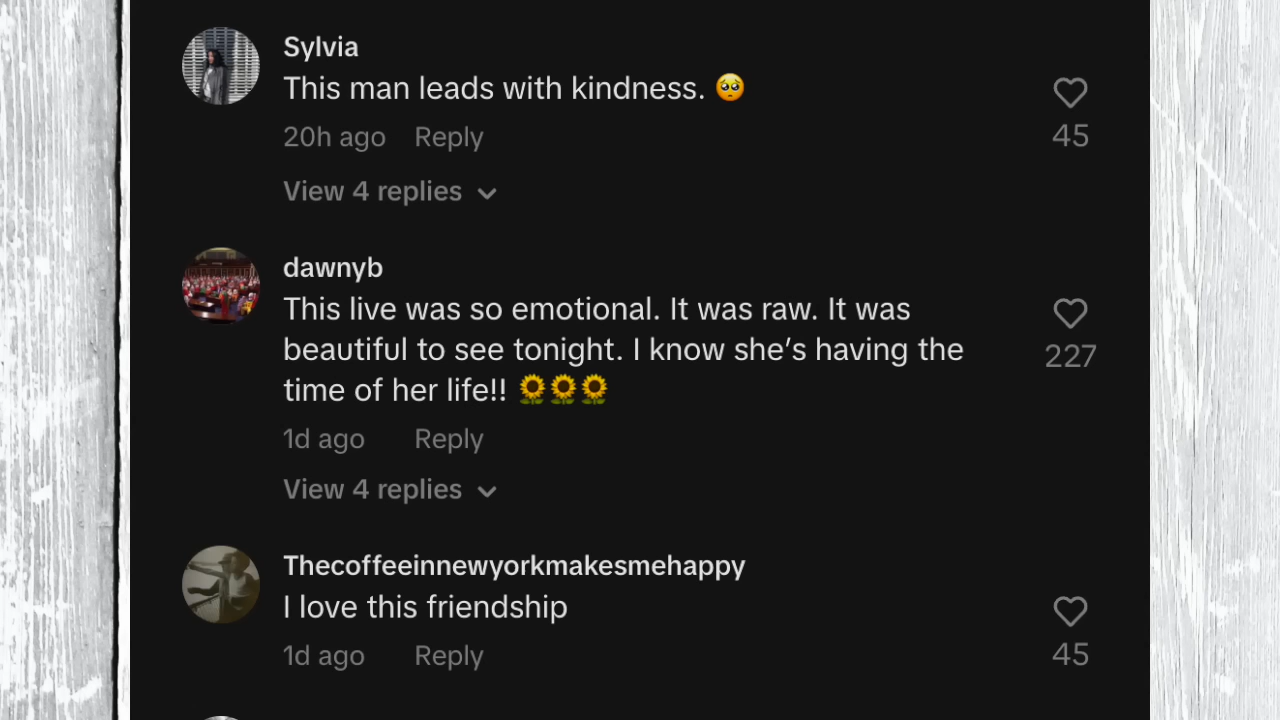 Sylvia
This man leads with kindness. 🥺
45
20h ago Reply
View 4 replies
dawnyb
This live was so emotional. It was raw. It was
beautiful to see tonight. I know she’s having the
time of her life!! 🌻🌻🌻
227
1d ago Reply
View 4 replies
Thecoffeeinnewyorkmakesmehappy
I love this friendship
45
1d ago Reply